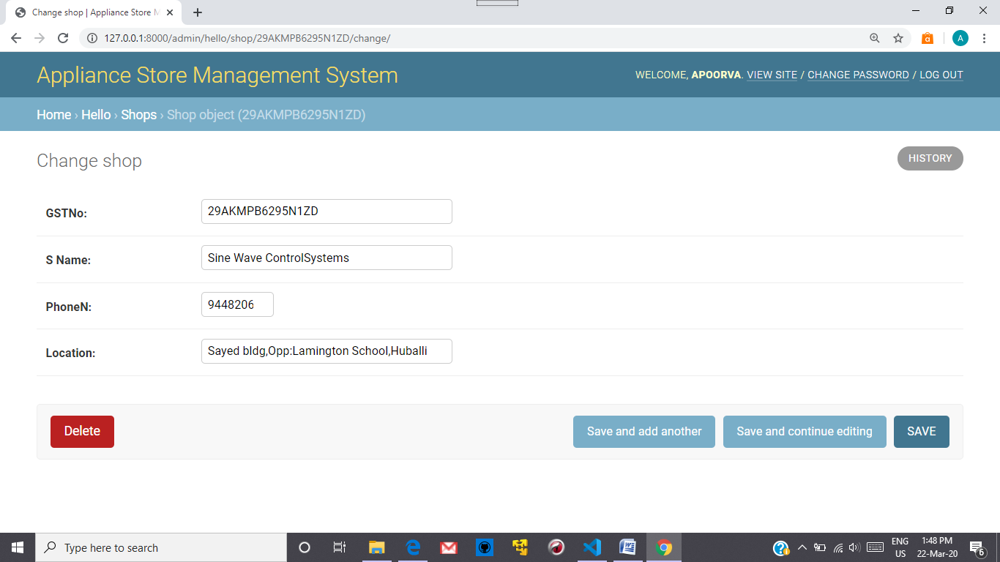 Change shop | Appliance Store M
127.0.0.1:8000/admin/hello/shop/29AKMPB6295N1ZD/change/
A
Appliance Store Management System
WELCOME, APOORVA. VIEW SITE / CHANGE PASSWORD / LOG OUT
Home › Hello › Shops › Shop object (29AKMPB6295N1ZD)
Change shop
HISTORY
GSTNo: 29AKMPB6295N1ZD
S Name: Sine Wave ControlSystems
PhoneN: 9448206
Location: Sayed bldg,Opp:Lamington School,Huballi
Delete Save and add another Save and continue editing SAVE
Type here to search
ENG
US
1:48 PM
22-Mar-20
6